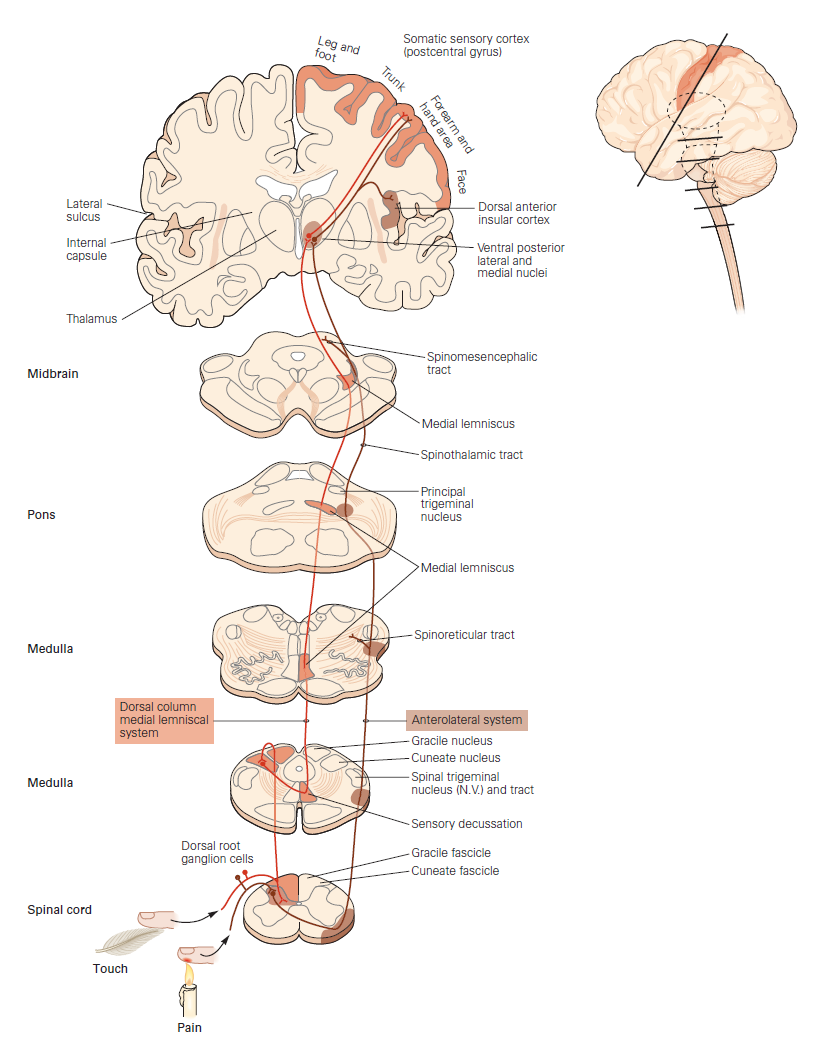 Leg and
foot
Somatic sensory cortex
(postcentral gyrus)
Trunk
Forearm and
hand area
Face
Lateral
sulcus
Internal
capsule
Thalamus
Dorsal anterior
insular cortex
Ventral posterior
lateral and
medial nuclei
Midbrain
Spinomesencephalic
tract
Medial lemniscus
Spinothalamic tract
Pons
Principal
trigeminal
nucleus
Medial lemniscus
Medulla
Spinoreticular tract
Dorsal column
medial lemniscal
system
Anterolateral system
Medulla
Gracile nucleus
Cuneate nucleus
Spinal trigeminal
nucleus (N.V.) and tract
Sensory decussation
Dorsal root
ganglion cells
Gracile fascicle
Cuneate fascicle
Spinal cord
Touch
Pain